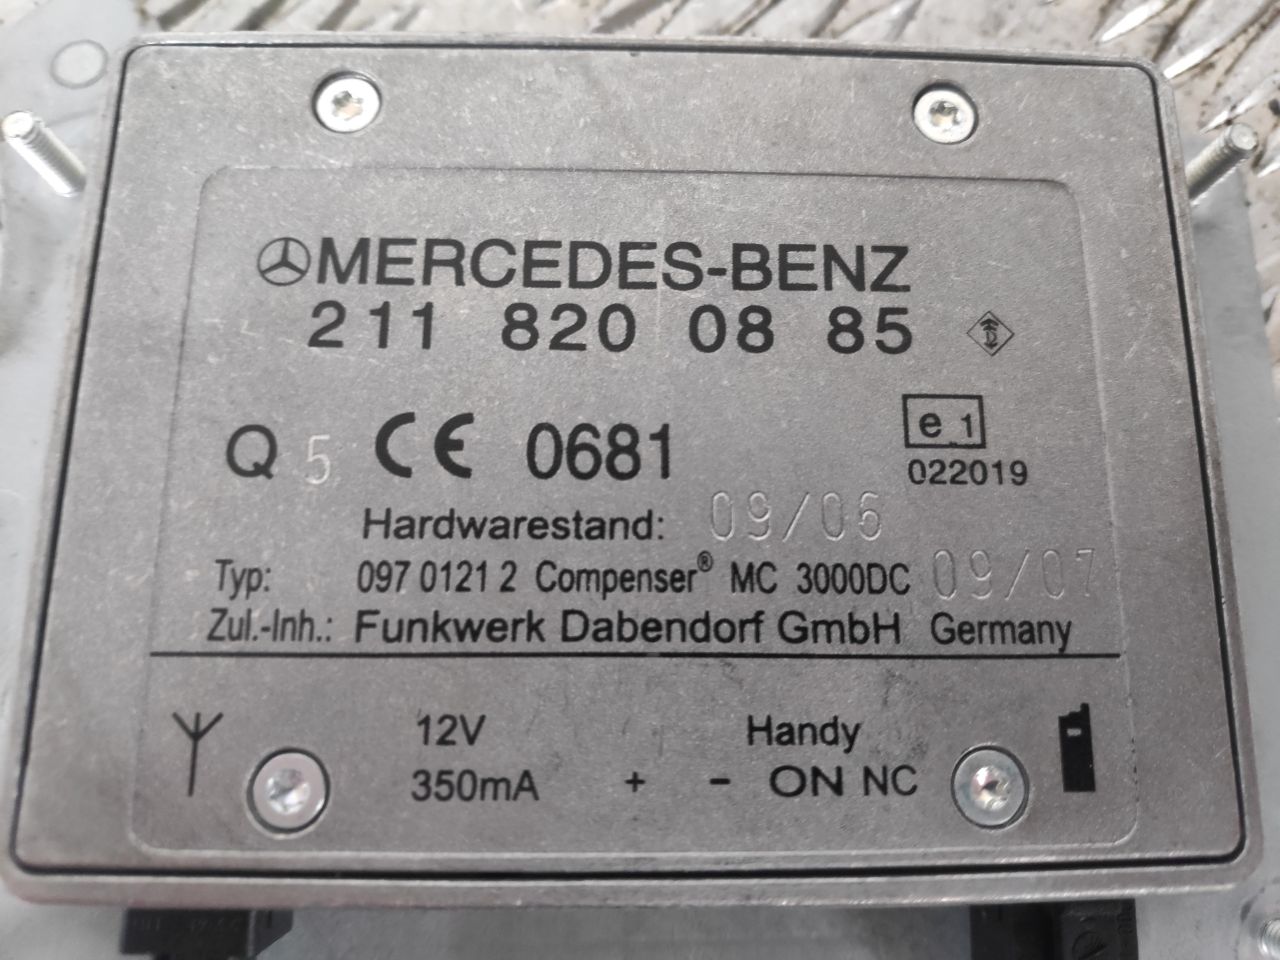 MERCEDES-BENZ
211 820 08 85
Q 5 CE 0681 e 1
022019
Hardwarestand: 09/06
Typ: 097 0121 2 Compenser® MC 3000DC 09/07
Zul.-Inh.: Funkwerk Dabendorf GmbH Germany
12V Handy
350mA + - ON NC